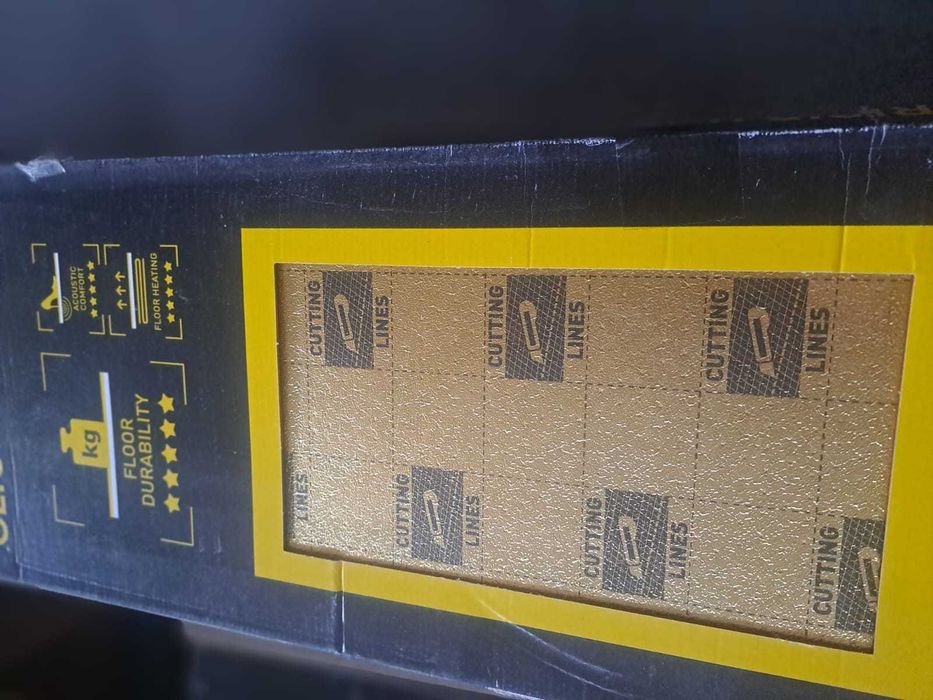 ACOUSTIC
COMFORT
FLOOR HEATING
kg
FLOOR
DURABILITY
LINES
CUTTING
LINES
CUTTING
LINES
CUTTING
LINES
CUTTING
LINES
CUTTING
LINES
CUTTING